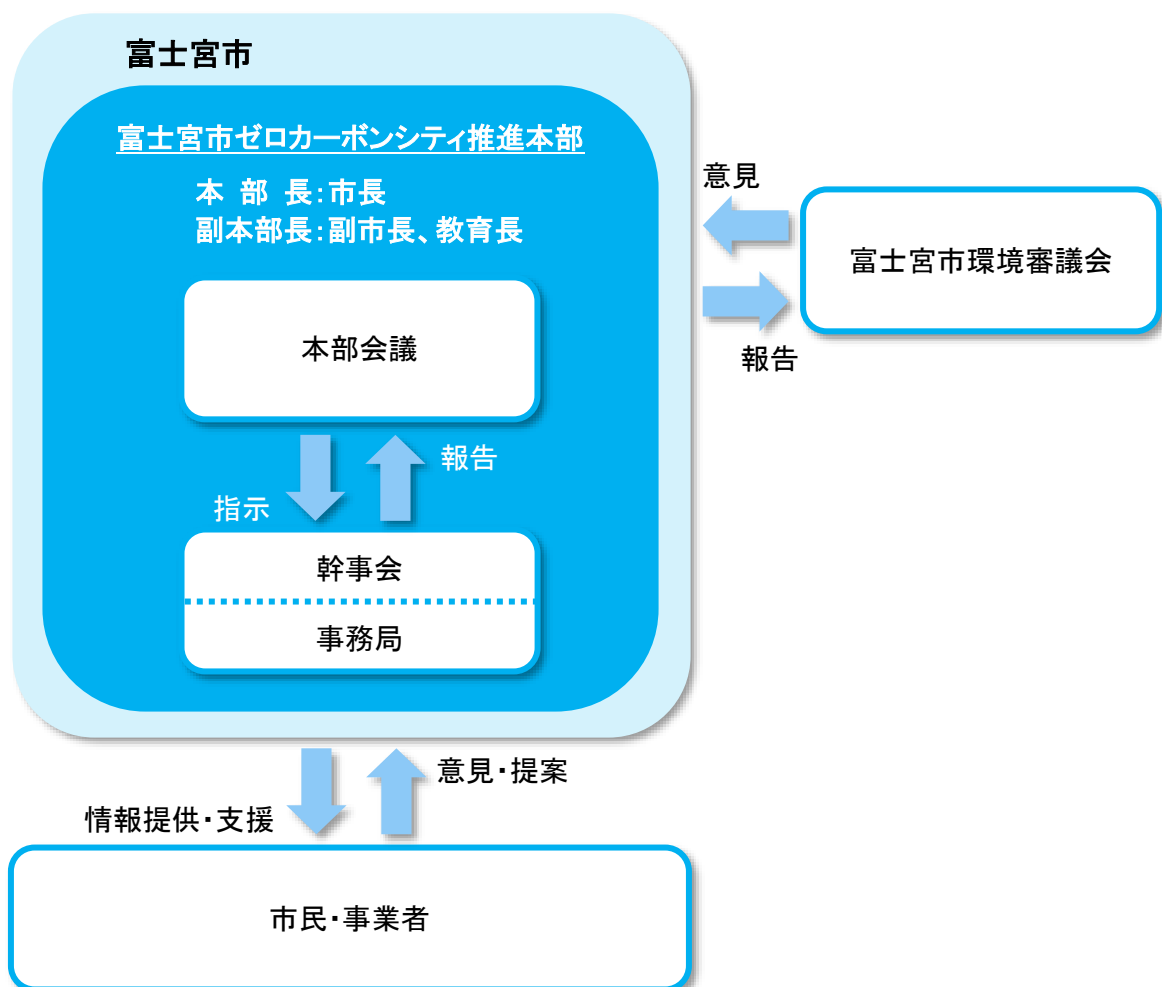 富士宮市
富士宮市ゼロカーボンシティ推進本部
本 部 長：市長
副本部長：副市長、教育長
本部会議
指示
報告
幹事会
事務局
意見
富士宮市環境審議会
報告
情報提供・支援
意見・提案
市民・事業者